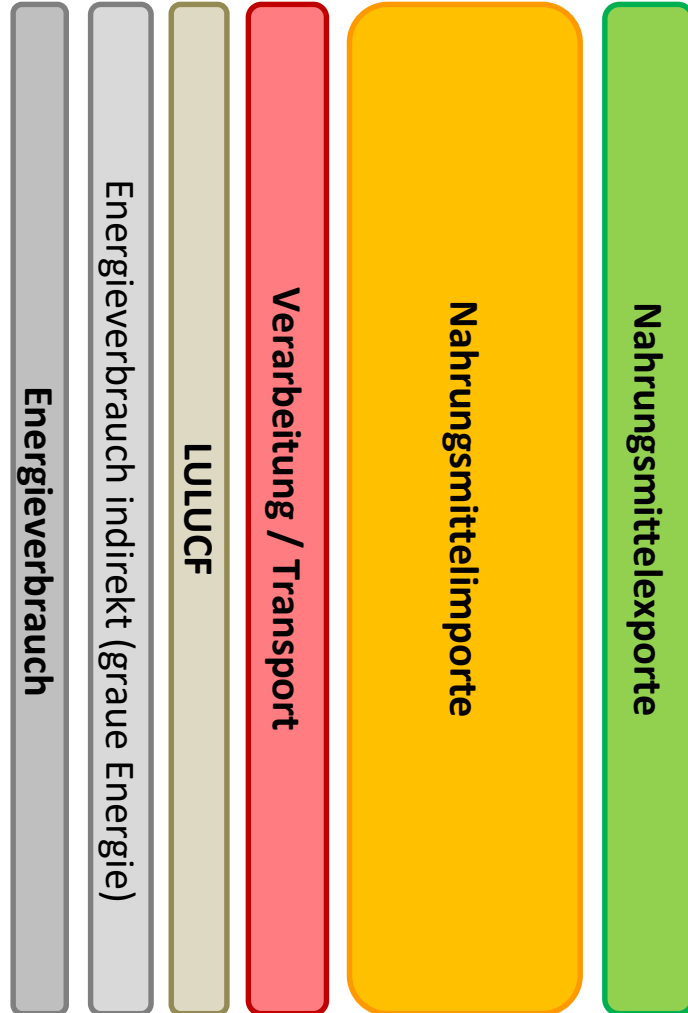 Nahrungsmittelexporte
Nahrungsmittelimporte
Verarbeitung / Transport
LULUCF
Energieverbrauch indirekt (graue Energie)
Energieverbrauch